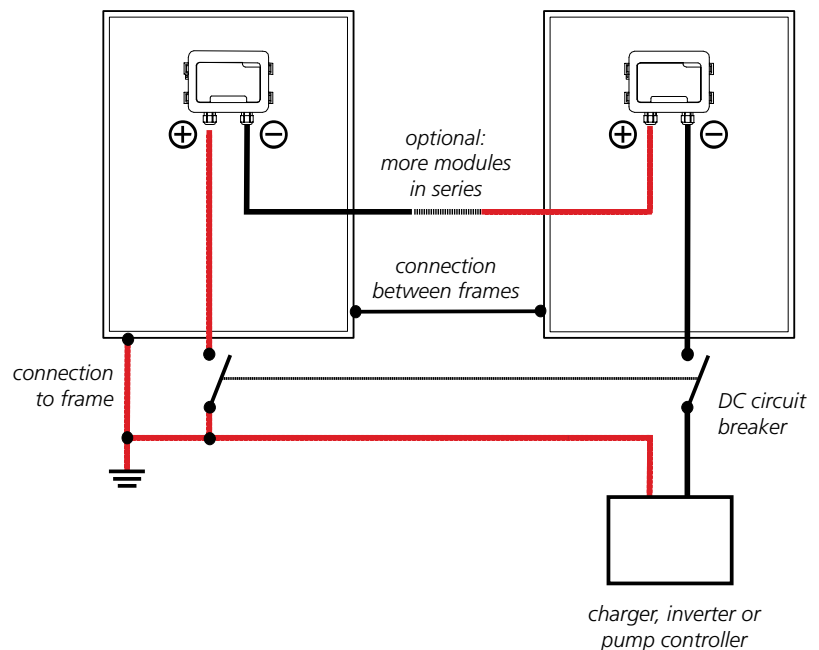 +
−
optional:
more modules
in series
+
−
connection
between frames
connection
to frame
DC circuit
breaker
charger, inverter or
pump controller